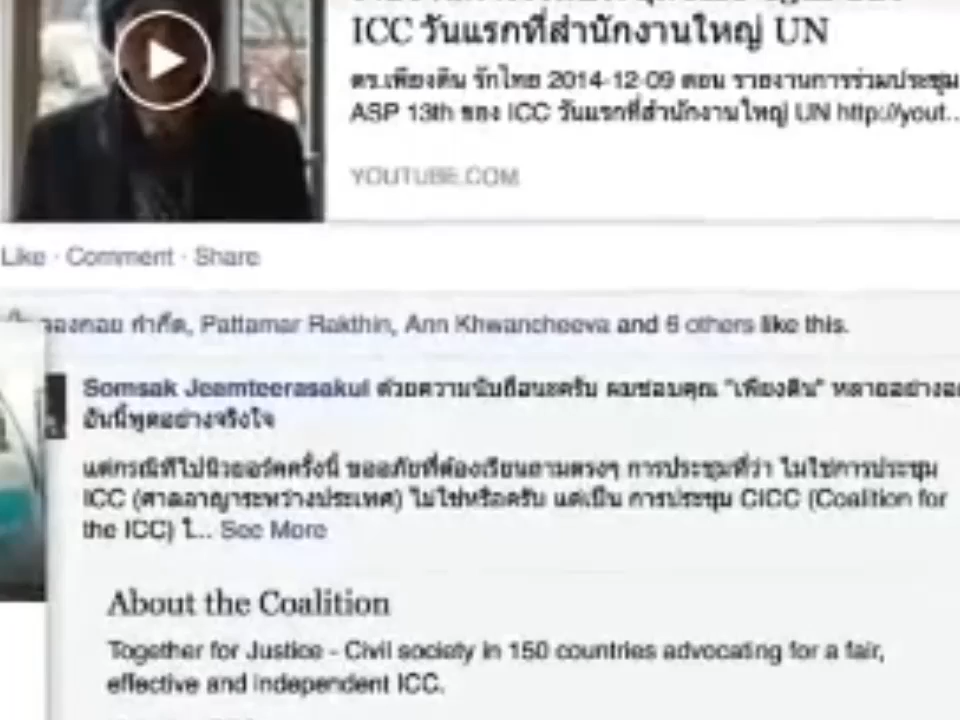 ICC วันแรกที่สำนักงานใหญ่ UN
ดร.เพียงดิน รักไทย 2014-12-09 ตอน รายงานการร่วมประชุม
ASP 13th ของ ICC วันแรกที่สำนักงานใหญ่ UN http://yout...
YOUTUBE.COM
Like · Comment · Share
Pattamar Rakthin, Ann Khwancheeva and 6 others like this.
Somsak Jeamteerasakul ด้วยความนับถือนะครับ ผมชอบคุณ "เพียงดิน" หลายอย่าง
อันนี้พูดอย่างจริงใจ
แต่กรณีที่ไปนิวยอร์คครั้งนี้ ขออภัยที่ต้องเรียนถามตรงๆ การประชุมที่ว่า ไม่ใช่การประชุม
ICC (ศาลอาญาระหว่างประเทศ) ไม่ใช่หรือครับ แต่เป็น การประชุม CICC (Coalition for
the ICC) ใ... See More
About the Coalition
Together for Justice - Civil society in 150 countries advocating for a fair,
effective and independent ICC.